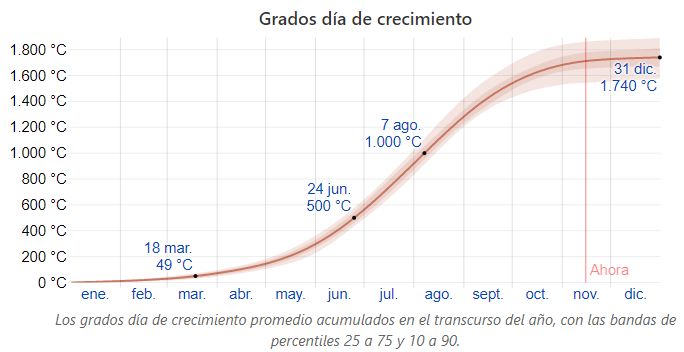 Grados día de crecimiento
1.800 °C
1.600 °C
1.400 °C
1.200 °C
1.000 °C
800 °C
600 °C
400 °C
200 °C
0 °C
18 mar.
49 °C
24 jun.
500 °C
7 ago.
1.000 °C
31 dic.
1.740 °C
Ahora
ene. feb. mar. abr. may. jun. jul. ago. sept. oct. nov. dic.
Los grados día de crecimiento promedio acumulados en el transcurso del año, con las bandas de
percentiles 25 a 75 y 10 a 90.